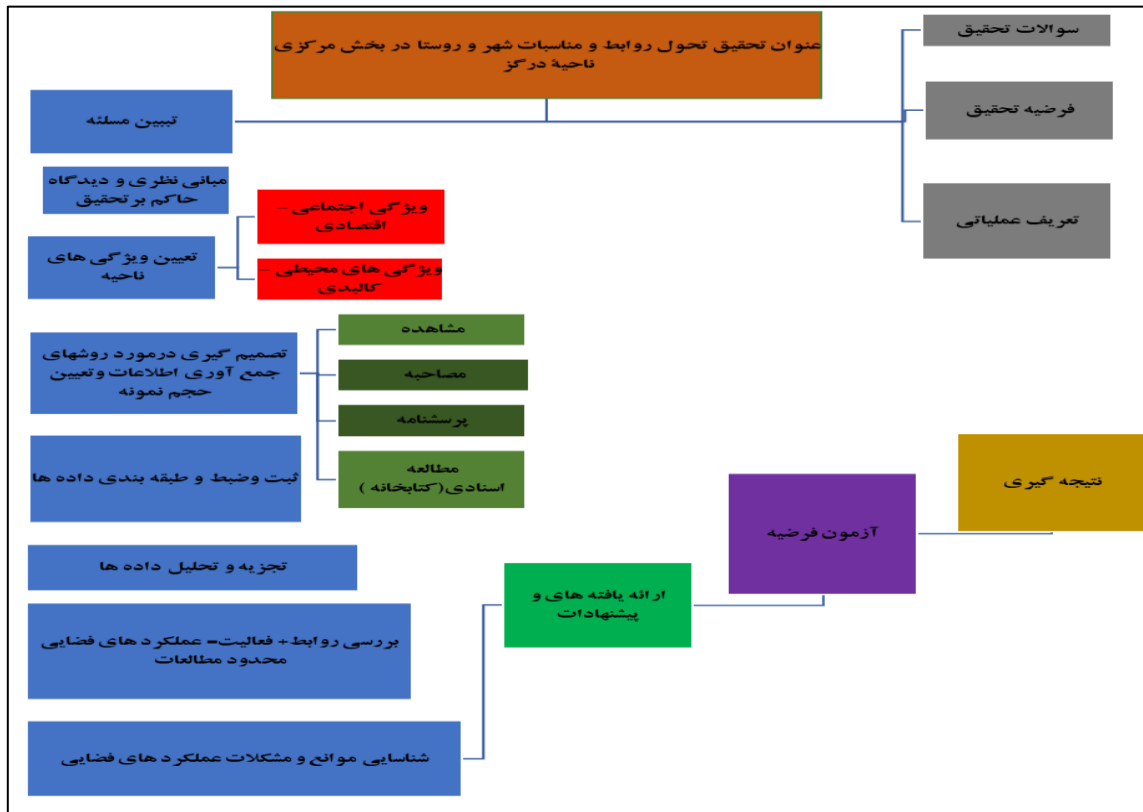 عنوان تحقیق تحول روابط و مناسبات شهر و روستا در بخش مرکزی
ناحیهٔ درگز
سوالات تحقیق
فرضیه تحقیق
تعریف عملیاتی
تبیین مسئله
مبانی نظری و دیدگاه
حاکم برتحقیق
تعیین ویژگی های
ناحیه
ویژگی اجتماعی –
اقتصادی
ویژگی های محیطی –
کالبدی
تصمیم گیری درمورد روشهای
جمع آوری اطلاعات وتعیین
حجم نمونه
مشاهده
مصاحبه
پرسشنامه
مطالعه
اسنادی(کتابخانه )
ثبت وضبط و طبقه بندی داده ها
تجزیه و تحلیل داده ها
بررسی روابط+ فعالیت– عملکرد های فضایی
محدود مطالعات
شناسایی موانع و مشکلات عملکرد های فضایی
ارائه یافته های و
پیشنهادات
آزمون فرضیه
نتیجه گیری